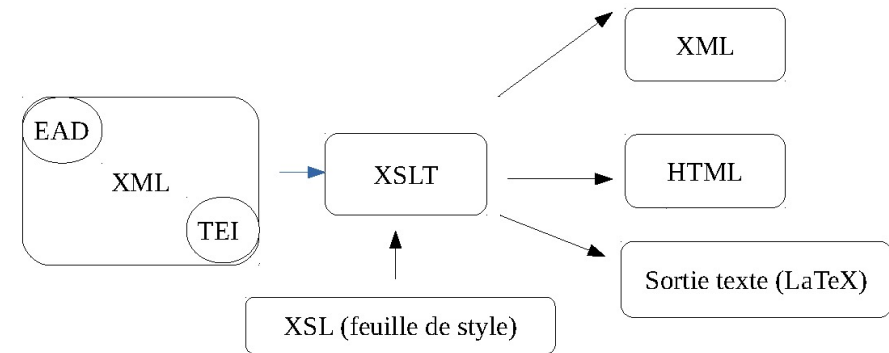 EAD
XML
TEI
XSLT
XSL (feuille de style)
XML
HTML
Sortie texte (LaTeX)